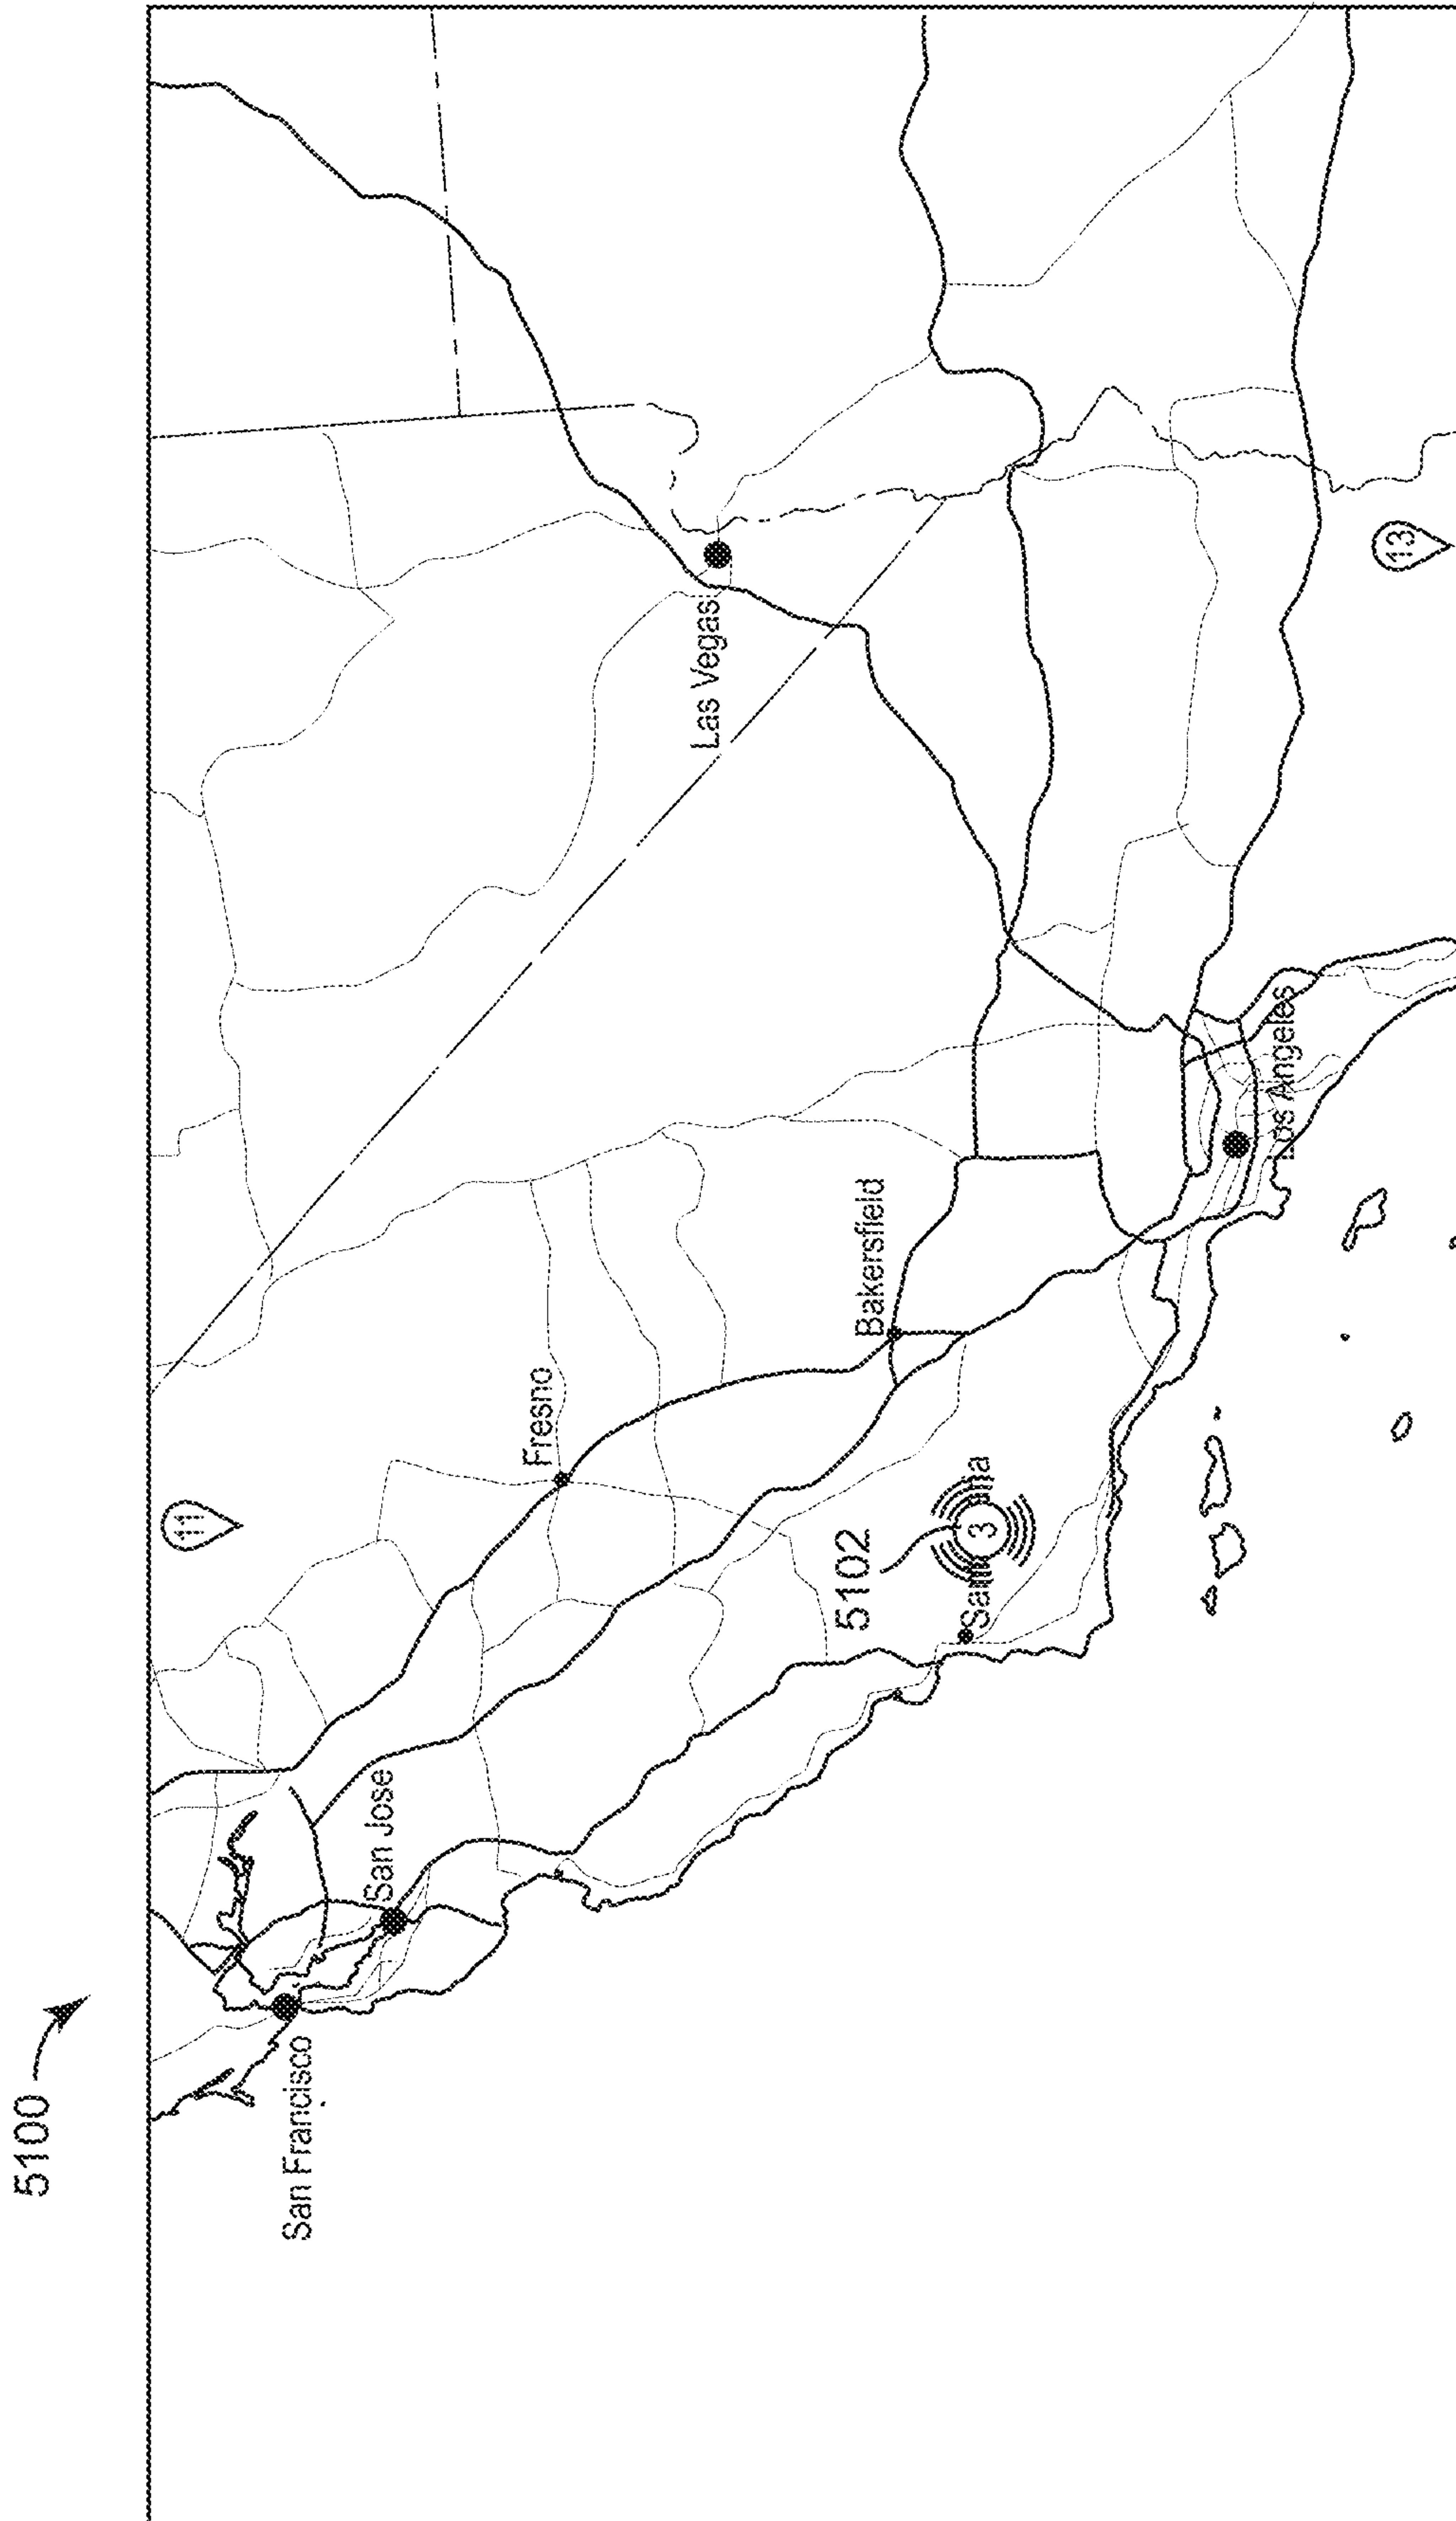 5100
11
San Francisco
San Jose
Fresno
Las Vegas
Bakersfield
5102
3
Los Angeles
13